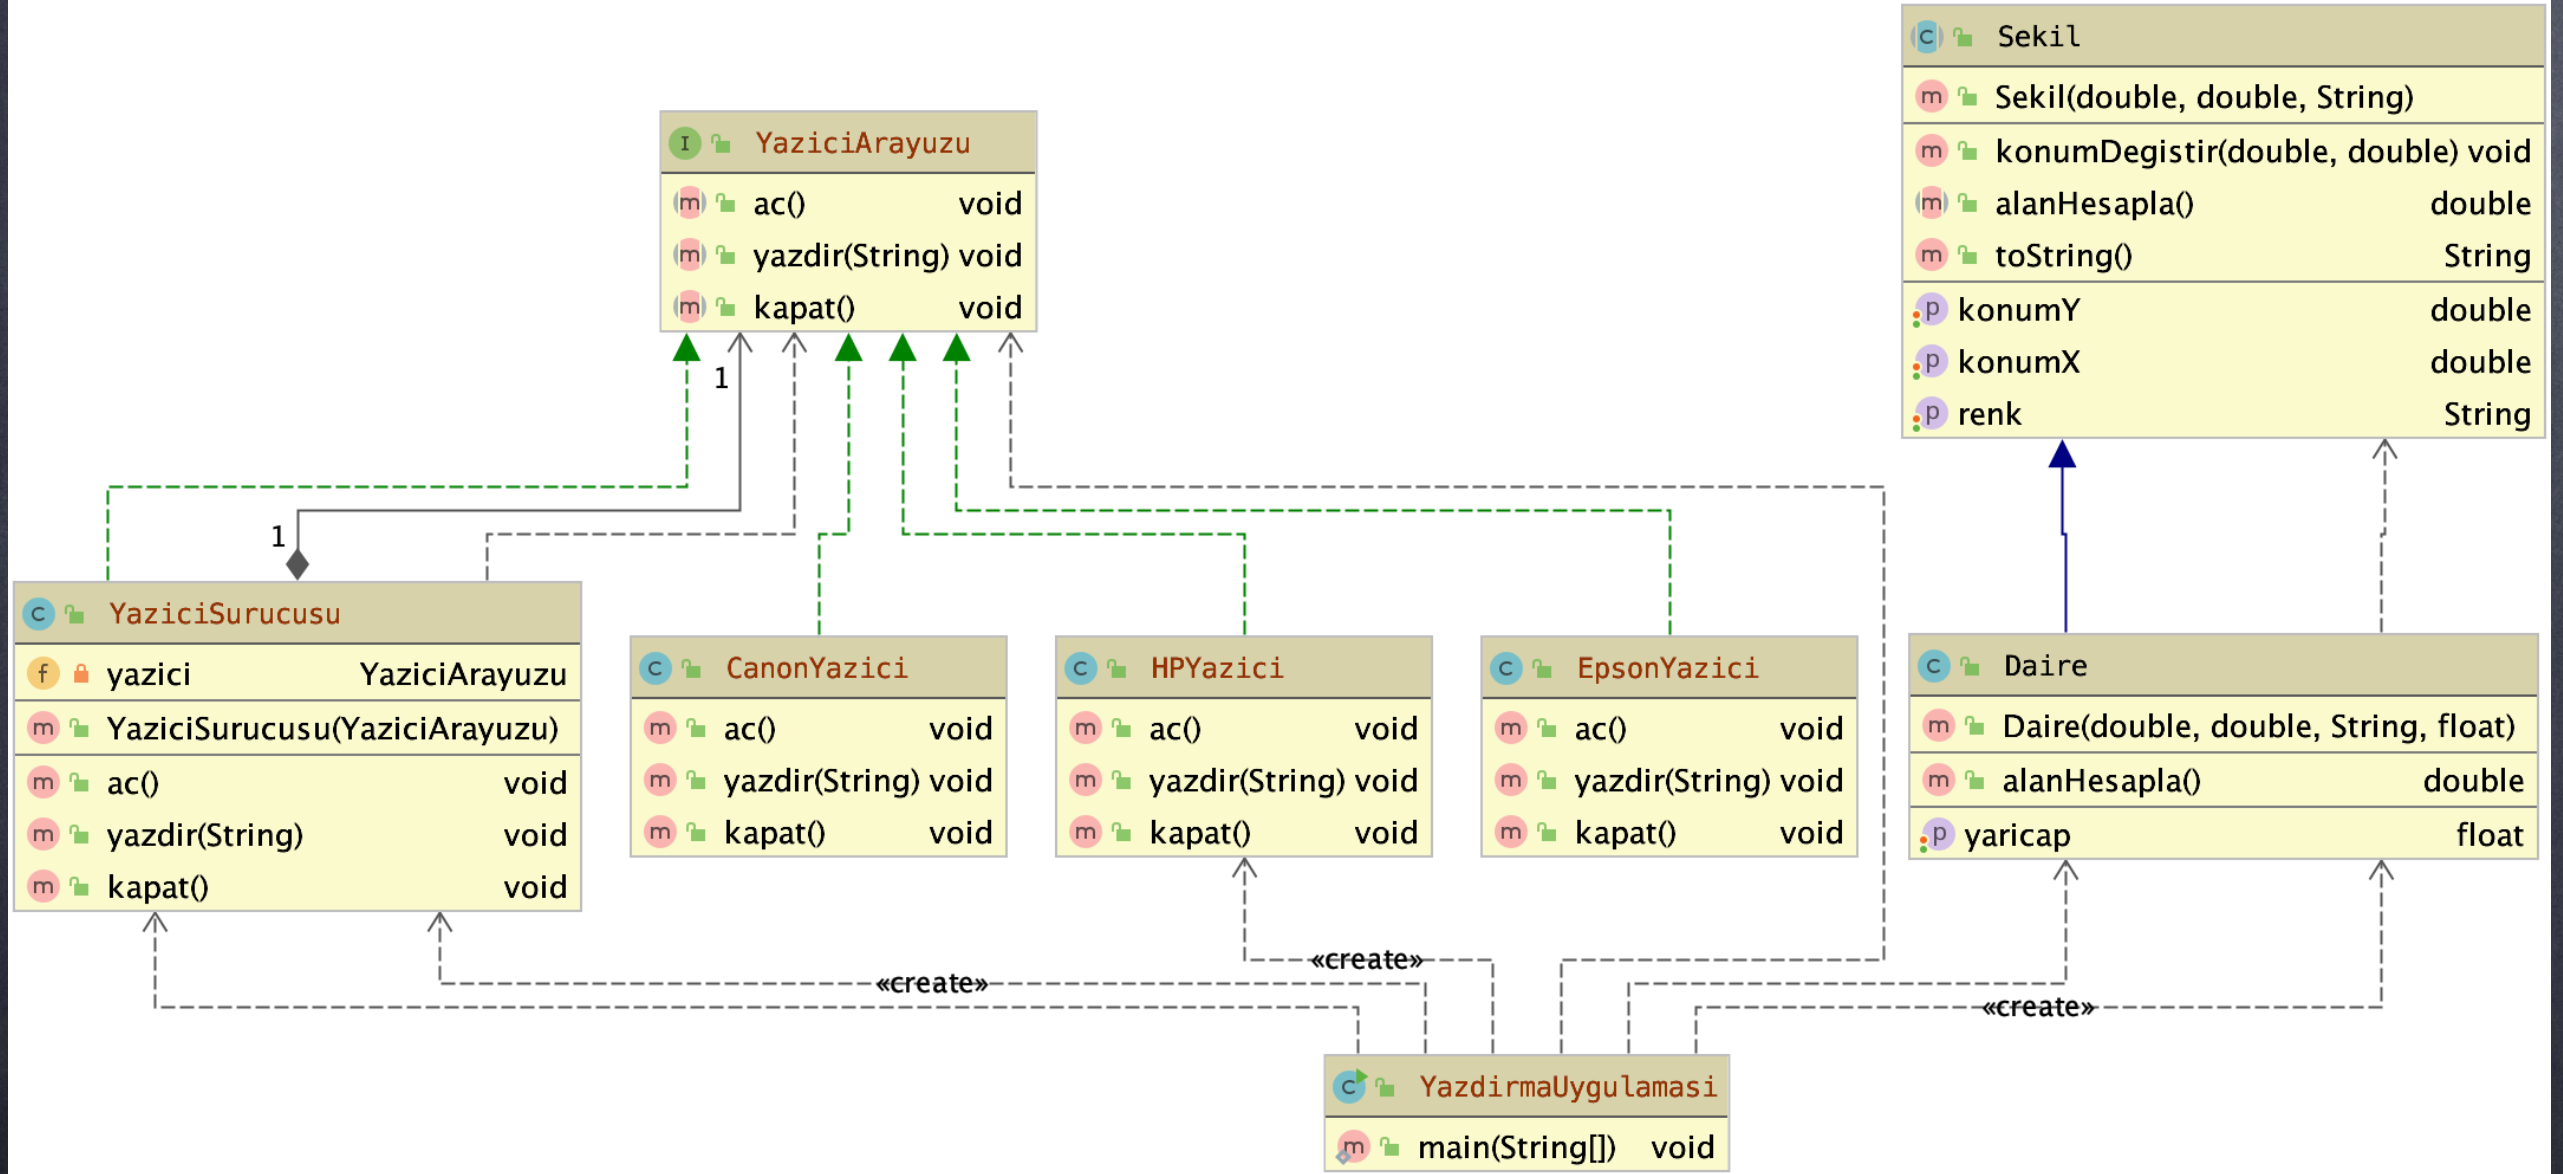 Sekil
Sekil(double, double, String)
konumDegistir(double, double) void
alanHesapla() double
toString() String
konumY double
konumX double
renk String
YaziciArayuzu
ac() void
yazdir(String) void
kapat() void
1
1
YaziciSurucusu
yazici YaziciArayuzu
YaziciSurucusu(YaziciArayuzu)
ac() void
yazdir(String) void
kapat() void
CanonYazici
ac() void
yazdir(String) void
kapat() void
HPYazici
ac() void
yazdir(String) void
kapat() void
EpsonYazici
ac() void
yazdir(String) void
kapat() void
Daire
Daire(double, double, String, float)
alanHesapla() double
yaricap float
«create»
«create»
«create»
YazdirmaUygulamasi
main(String[]) void